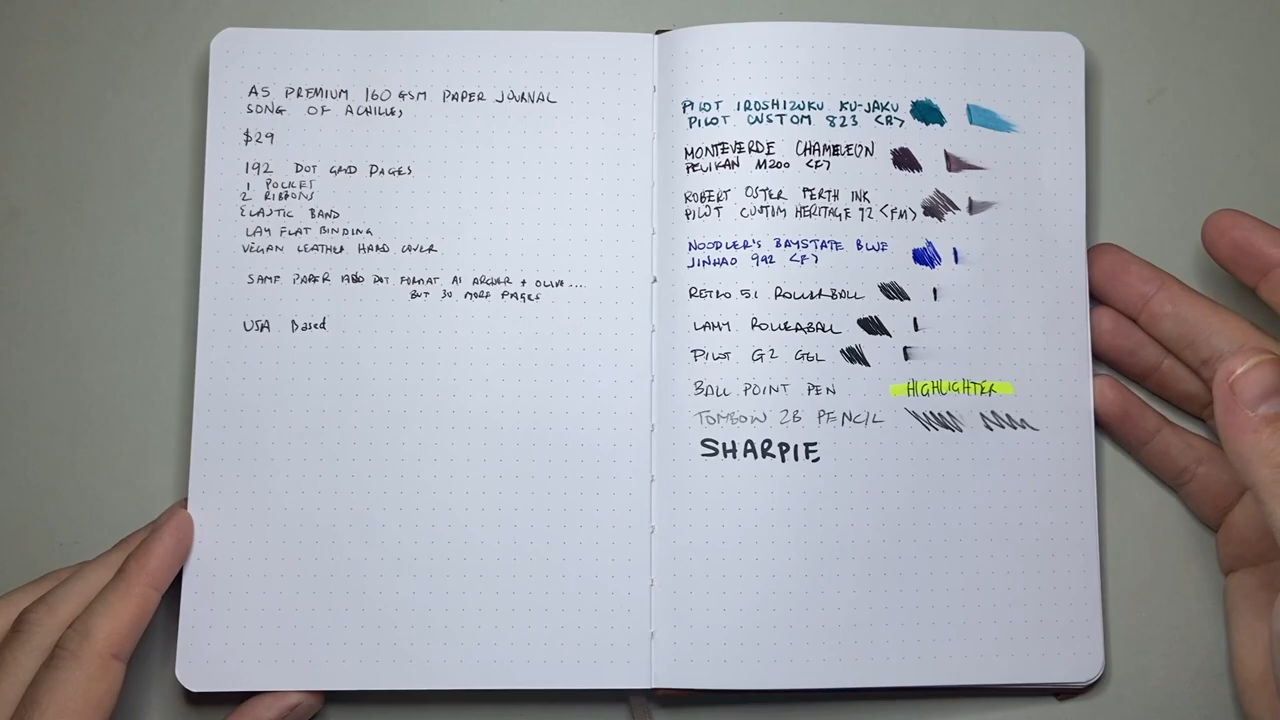 A5 PREMIUM 160 GSM PAPER JOURNAL
SONG OF ACHILLES
$29
192 DOT GRID PAGES
1 POCKET
2 RIBBONS
ELASTIC BAND
LAY FLAT BINDING
VEGAN LEATHER HARD COVER
SAME PAPER AND DOT FORMAT AS ARCHER + OLIVE....
BUT 30 MORE PAGES
USA Based
PILOT IROSHIZUKU KU-JAKU
PILOT CUSTOM 823 <B>
MONTEVERDE CHAMELEON
PELIKAN M200 <F>
ROBERT OSTER PERTH INK
PILOT CUSTOM HERITAGE 92 <FM>
NOODLER'S BAYSTATE BLUE
JINHAO 992 <F>
RETRO 51 ROLLERBALL
LAMY ROLLERBALL
PILOT G2 GEL
BALL POINT PEN HIGHLIGHTER
TOMBOW 2B PENCIL
SHARPIE